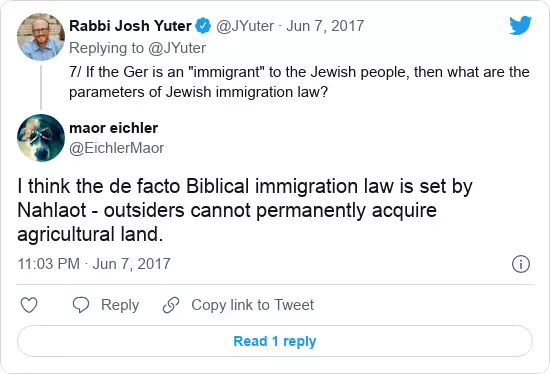 Rabbi Josh Yuter @JYuter · Jun 7, 2017
Replying to @JYuter
7/ If the Ger is an "immigrant" to the Jewish people, then what are the
parameters of Jewish immigration law?
maor eichler
@EichlerMaor
I think the de facto Biblical immigration law is set by
Nahlaot - outsiders cannot permanently acquire
agricultural land.
11:03 PM · Jun 7, 2017
Reply Copy link to Tweet
Read 1 reply